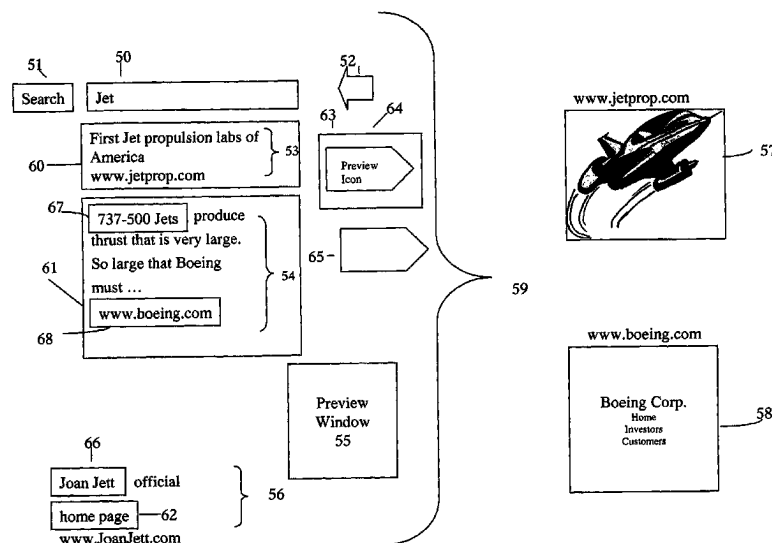 50
51
52
Search
Jet
63
64
www.jetprop.com
First Jet propulsion labs of
America
www.jetprop.com
53
60
Preview
Icon
57
67
737-500 Jets produce
thrust that is very large.
So large that Boeing
must ...
www.boeing.com
54
61
68
65
59
www.boeing.com
Boeing Corp.
Home
Investors
Customers
58
Preview
Window
55
66
Joan Jett official
home page
62
www.JoanJett.com
56